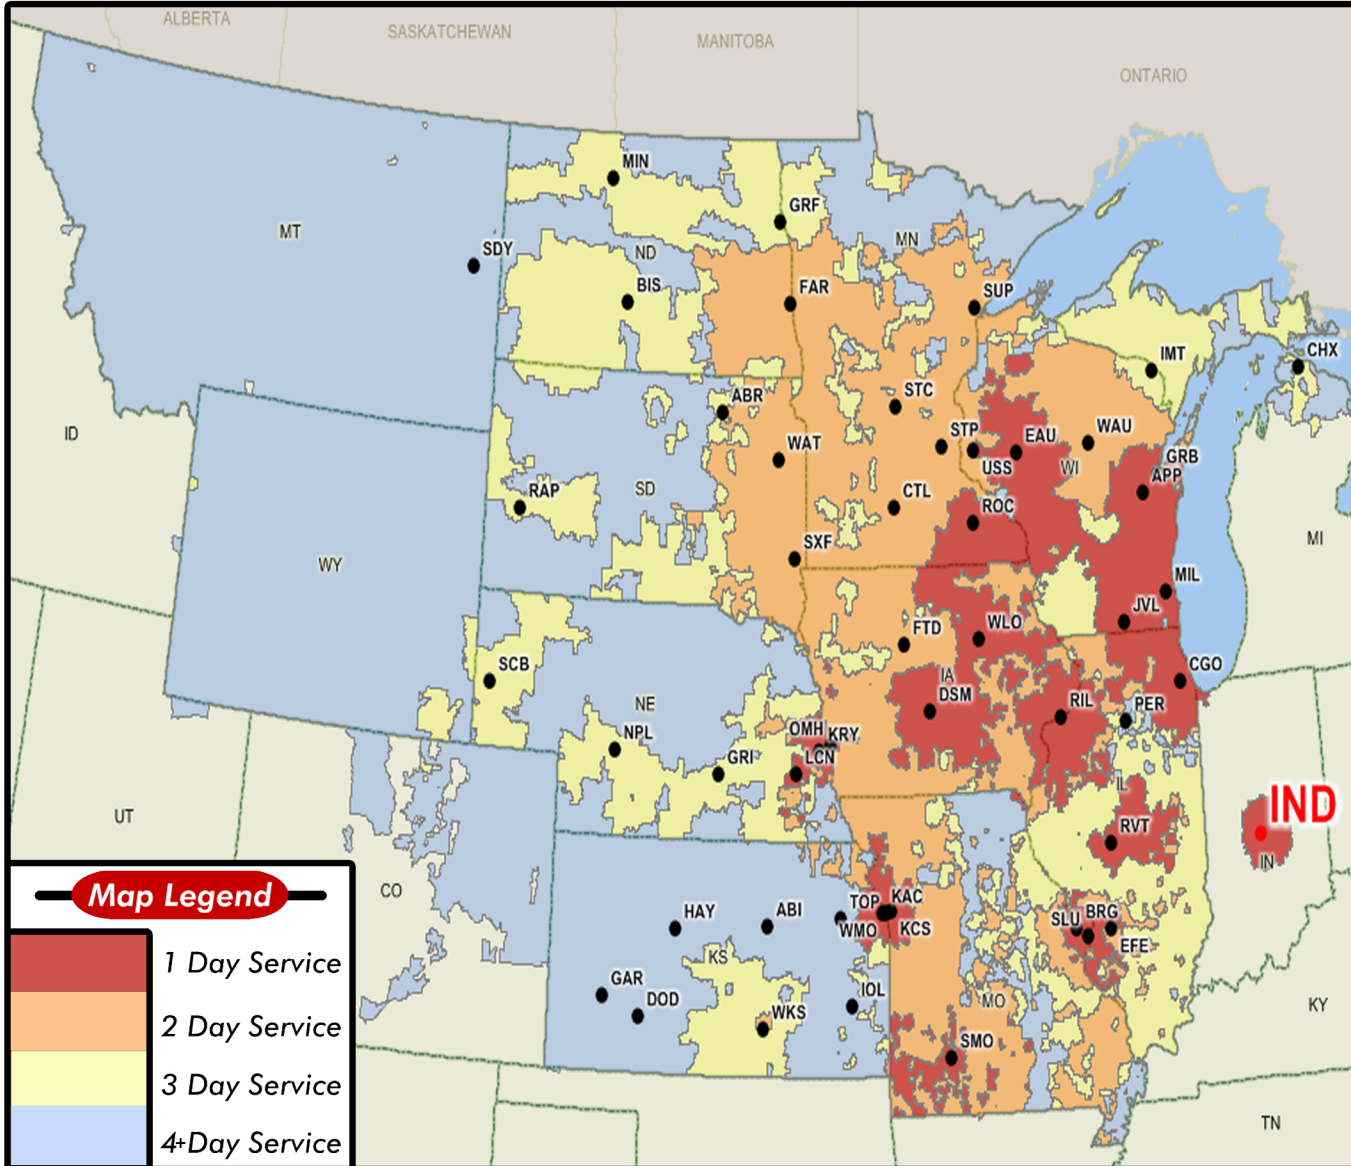 ALBERTA
SASKATCHEWAN
MANITOBA
ONTARIO
MIN
GRF
MT
SDY
ND
MN
BIS
FAR
SUP
IMT
CHX
ID
ABR
STC
WAT
STP
EAU
WAU
USS
WI
GRB
APP
RAP
SD
CTL
ROC
MI
SXF
WY
MIL
JVL
FTD
WLO
SCB
CGO
IA
DSM
NE
RIL
PER
NPL
OMH
KRY
GRI
LCN
IL
IND
UT
RVT
IN
CO
Map Legend
HAY
ABI
TOP
KAC
WMO
KCS
SLU
BRG
EFE
1 Day Service
KS
GAR
DOD
IOL
MO
WKS
KY
2 Day Service
SMO
3 Day Service
TN
4+Day Service